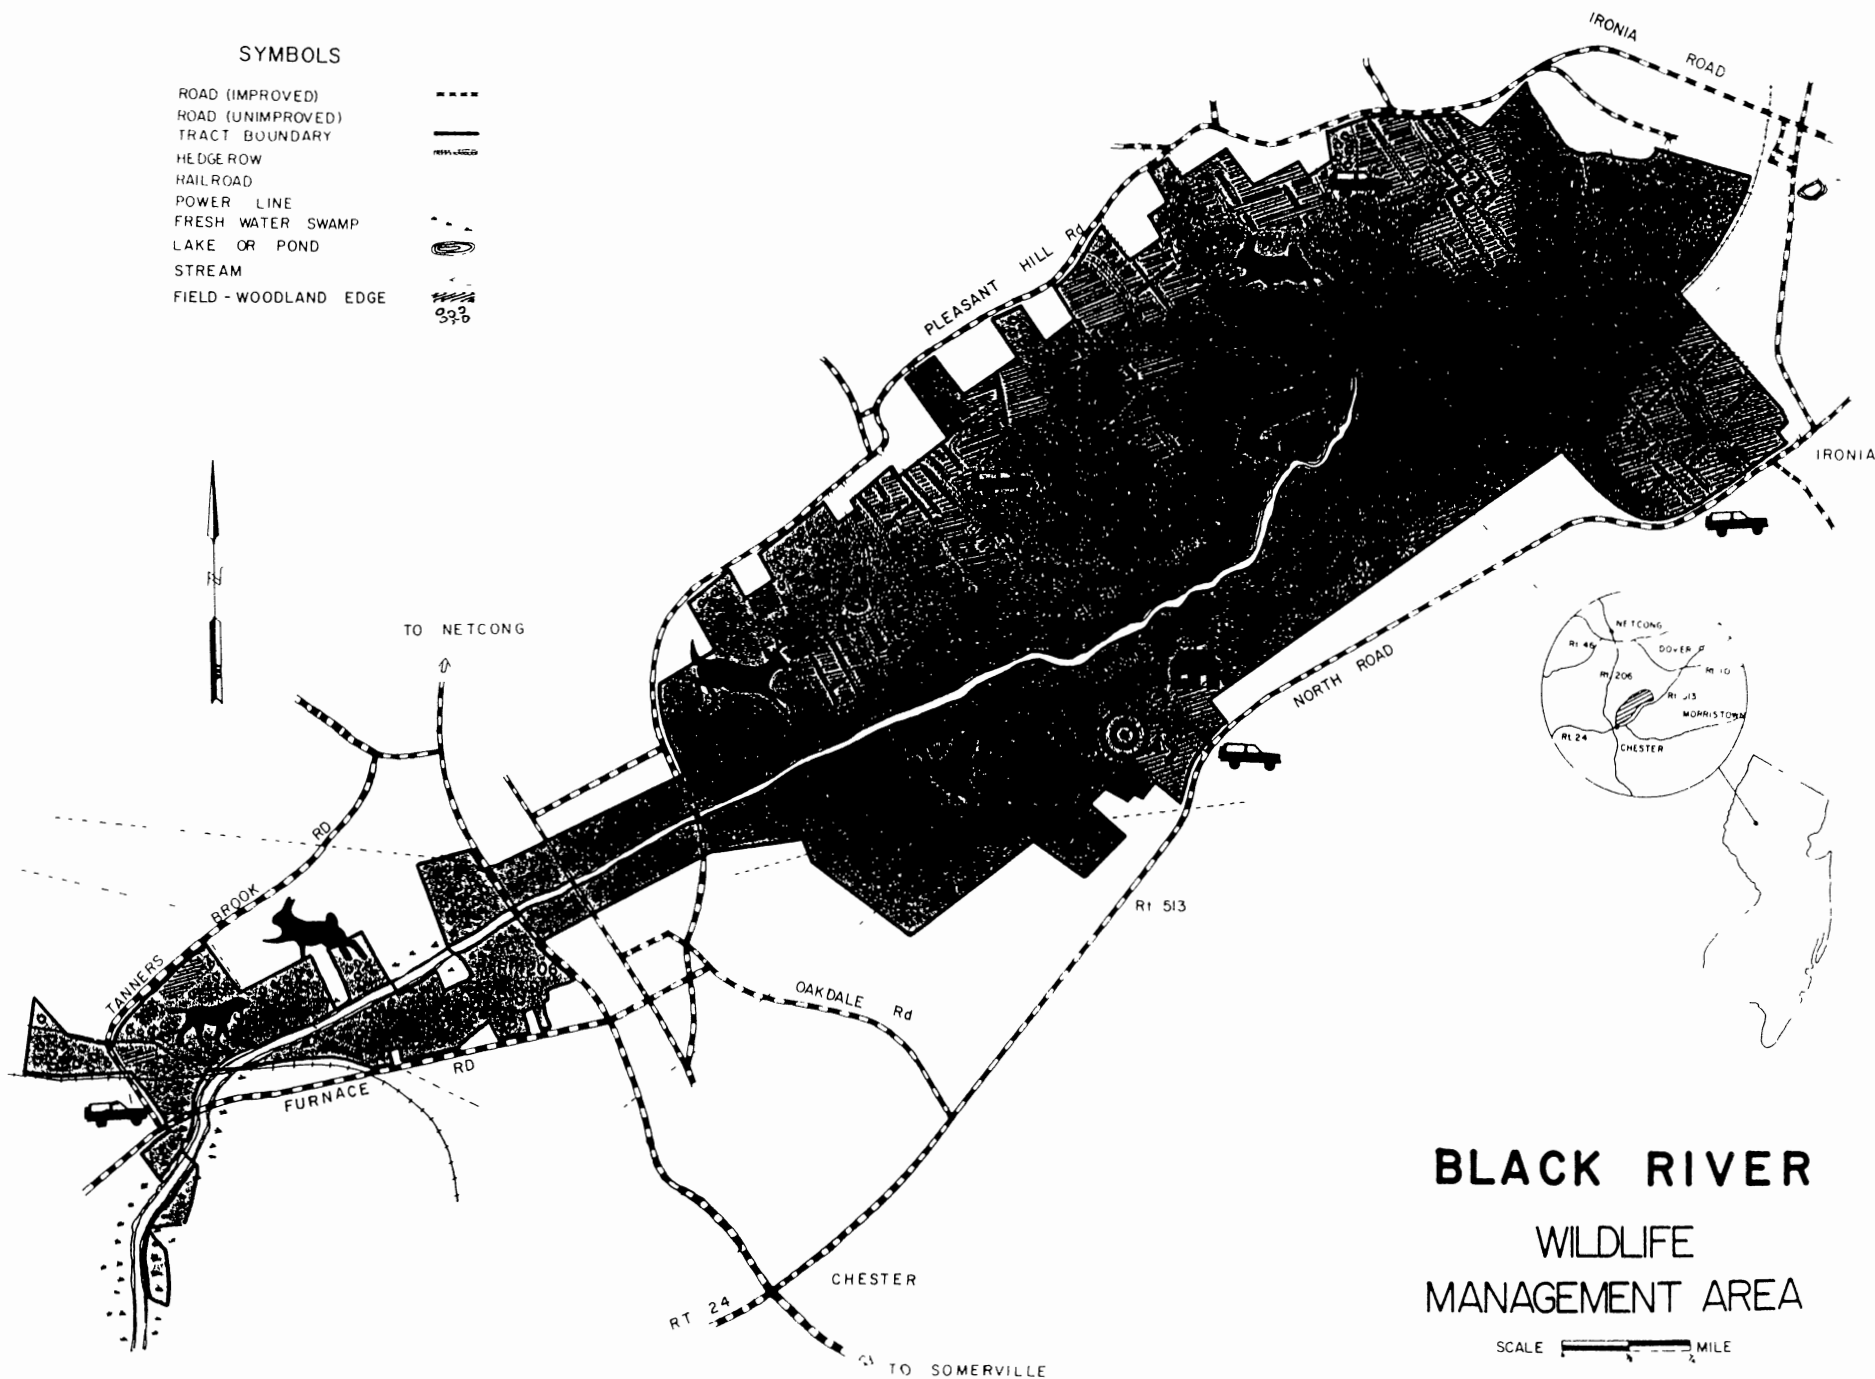 SYMBOLS
ROAD (IMPROVED)
ROAD (UNIMPROVED)
TRACT BOUNDARY
HEDGEROW
RAILROAD
POWER LINE
FRESH WATER SWAMP
LAKE OR POND
STREAM
FIELD - WOODLAND EDGE
IRONIA ROAD
PLEASANT HILL Rd
IRONIA
N
TO NETCONG
NORTH ROAD
NETCONG
Rt 46
DOVER
Rt 10
Rt 206
Rt 513
MORRISTOWN
Rt 24
CHESTER
TANNERS BROOK RD
206
Rt 513
OAKDALE Rd
FURNACE RD
CHESTER
RT 24
TO SOMERVILLE
BLACK RIVER
WILDLIFE
MANAGEMENT AREA
SCALE
MILE